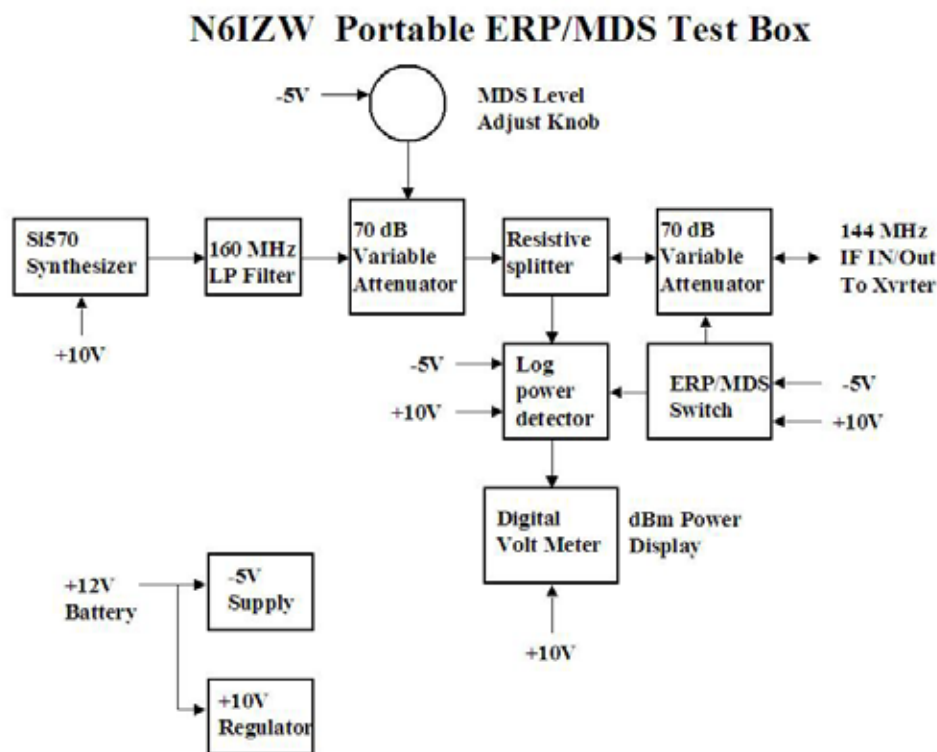 N6IZW Portable ERP/MDS Test Box
-5V
MDS Level
Adjust Knob
Si570
Synthesizer
160 MHz
LP Filter
70 dB
Variable
Attenuator
Resistive
splitter
70 dB
Variable
Attenuator
144 MHz
IF IN/Out
To Xvrter
+10V
-5V
+10V
Log
power
detector
ERP/MDS
Switch
-5V
+10V
Digital
Volt Meter
dBm Power
Display
+10V
+12V
Battery
-5V
Supply
+10V
Regulator